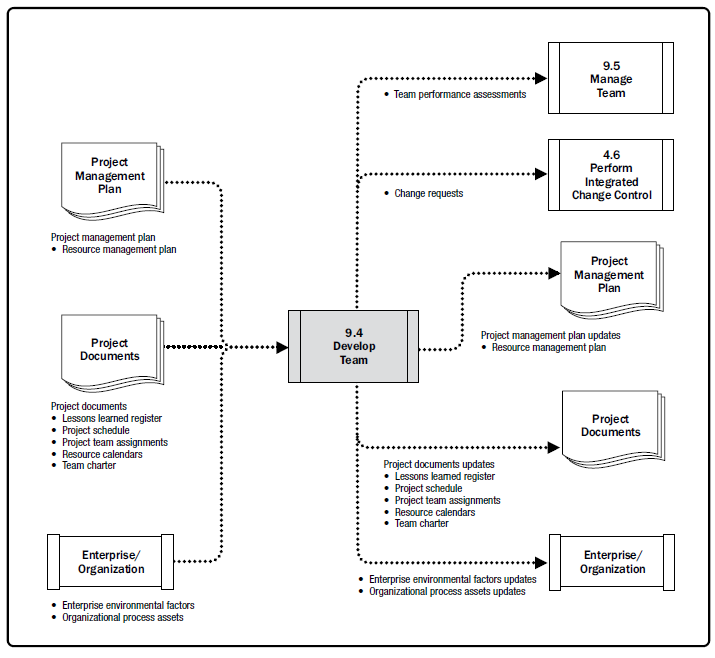 Project
Management
Plan
Project management plan
• Resource management plan
Project
Documents
Project documents
• Lessons learned register
• Project schedule
• Project team assignments
• Resource calendars
• Team charter
Enterprise/
Organization
• Enterprise environmental factors
• Organizational process assets
9.4
Develop
Team
9.5
Manage
Team
• Team performance assessments
4.6
Perform
Integrated
Change Control
• Change requests
Project
Management
Plan
Project management plan updates
• Resource management plan
Project
Documents
Project documents updates
• Lessons learned register
• Project schedule
• Project team assignments
• Resource calendars
• Team charter
Enterprise/
Organization
• Enterprise environmental factors updates
• Organizational process assets updates